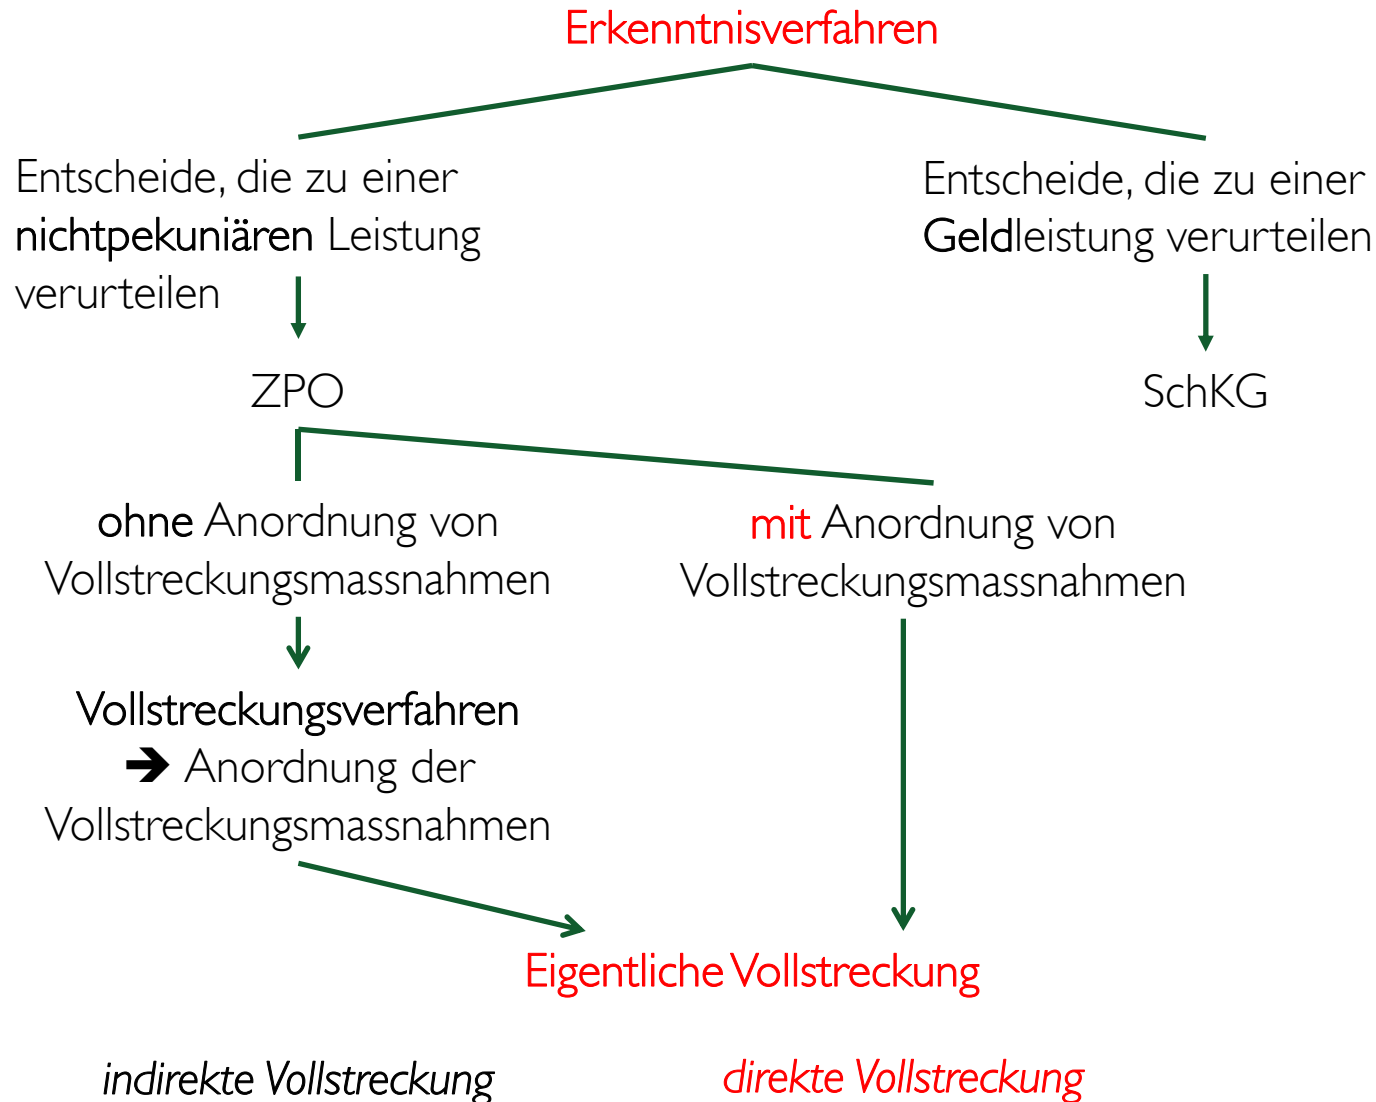 Erkenntnisverfahren
Entscheide, die zu einer
nichtpekuniären Leistung
verurteilen
Entscheide, die zu einer
Geldleistung verurteilen
ZPO
SchKG
ohne Anordnung von
Vollstreckungsmassnahmen
mit Anordnung von
Vollstreckungsmassnahmen
Vollstreckungsverfahren
➔ Anordnung der
Vollstreckungsmassnahmen
Eigentliche Vollstreckung
indirekte Vollstreckung
direkte Vollstreckung